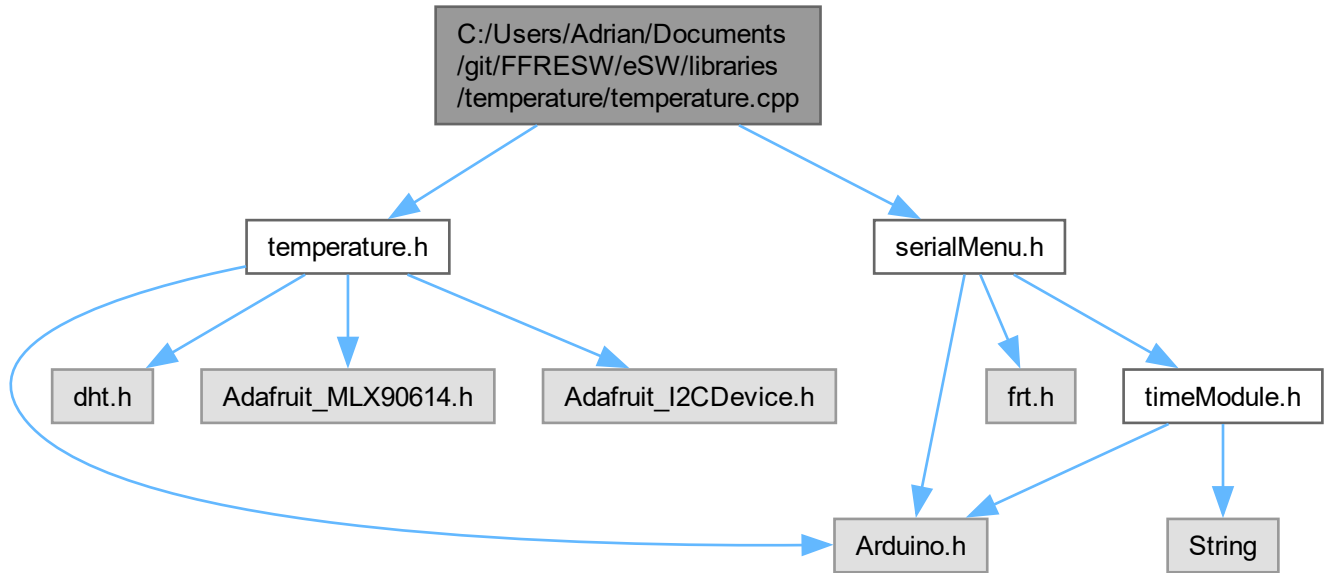 C:/Users/Adrian/Documents
/git/FFRESW/eSW/libraries
/temperature/temperature.cpp
temperature.h
serialMenu.h
dht.h
Adafruit_MLX90614.h
Adafruit_I2CDevice.h
frt.h
timeModule.h
Arduino.h
String